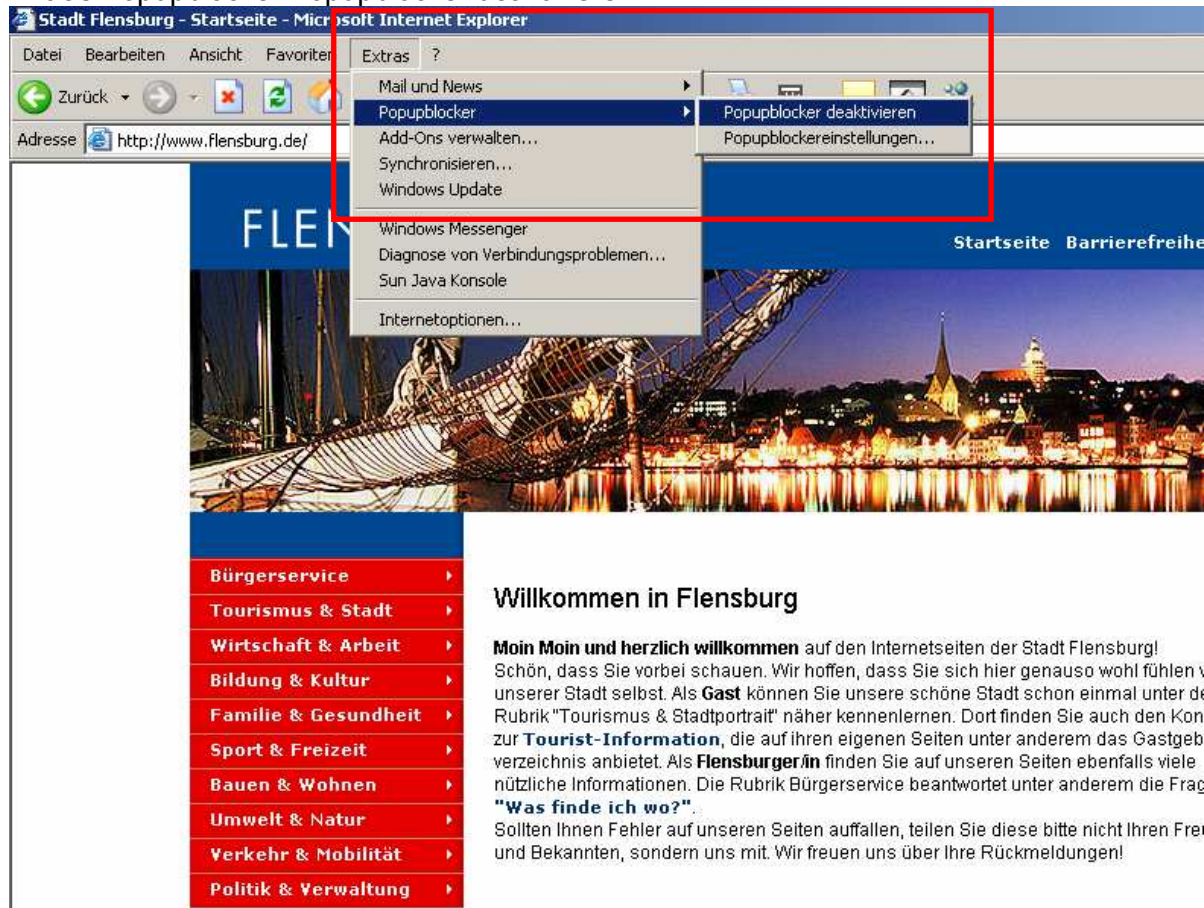 Stadt Flensburg - Startseite - Microsoft Internet Explorer
Datei Bearbeiten Ansicht Favoriten Extras ?
Zurück
Adresse http://www.flensburg.de/
Mail und News
Popupblocker
Popupblocker deaktivieren
Add-Ons verwalten...
Popupblockereinstellungen...
Synchronisieren...
Windows Update
Windows Messenger
Diagnose von Verbindungsproblemen...
Sun Java Konsole
Internetoptionen...
FLEN
Startseite Barrierefreihe
Bürgerservice
Tourismus & Stadt
Wirtschaft & Arbeit
Bildung & Kultur
Familie & Gesundheit
Sport & Freizeit
Bauen & Wohnen
Umwelt & Natur
Verkehr & Mobilität
Politik & Verwaltung
Willkommen in Flensburg
Moin Moin und herzlich willkommen auf den Internetseiten der Stadt Flensburg!
Schön, dass Sie vorbei schauen. Wir hoffen, dass Sie sich hier genauso wohl fühlen
unserer Stadt selbst. Als Gast können Sie unsere schöne Stadt schon einmal unter de
Rubrik "Tourismus & Stadtportrait" näher kennenlernen. Dort finden Sie auch den Kon
zur Tourist-Information, die auf ihren eigenen Seiten unter anderem das Gastgeb
verzeichnis anbietet. Als Flensburger/in finden Sie auf unseren Seiten ebenfalls viele
nützliche Informationen. Die Rubrik Bürgerservice beantwortet unter anderem die Frag
"Was finde ich wo?".
Sollten Ihnen Fehler auf unseren Seiten auffallen, teilen Sie diese bitte nicht Ihren Freu
und Bekannten, sondern uns mit. Wir freuen uns über Ihre Rückmeldungen!